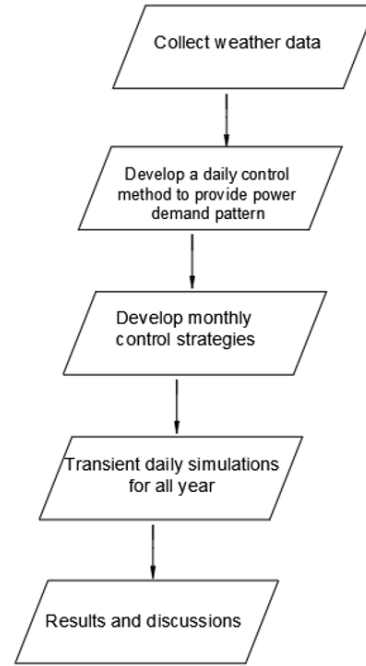 Collect weather data
Develop a daily control
method to provide power
demand pattern
Develop monthly
control strategies
Transient daily simulations
for all year
Results and discussions